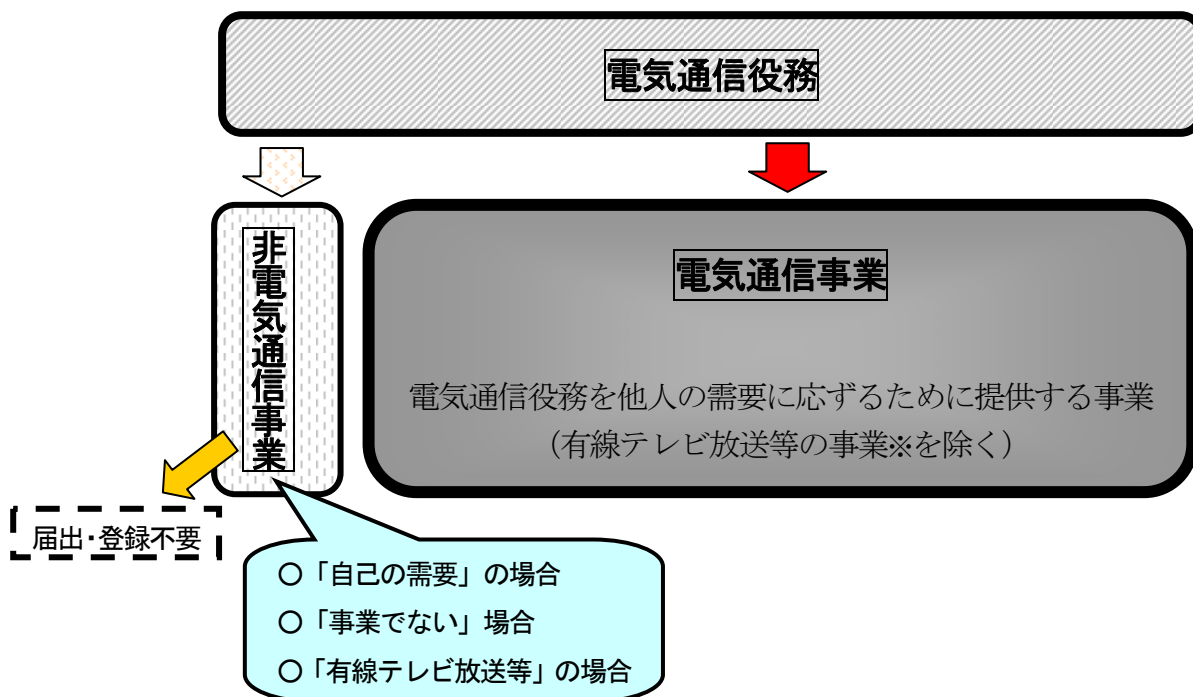 電気通信役務
非電気通信事業
電気通信事業
電気通信役務を他人の需要に応ずるために提供する事業
（有線テレビ放送等の事業※を除く）
届出・登録不要
○「自己の需要」の場合
○「事業でない」場合
○「有線テレビ放送等」の場合